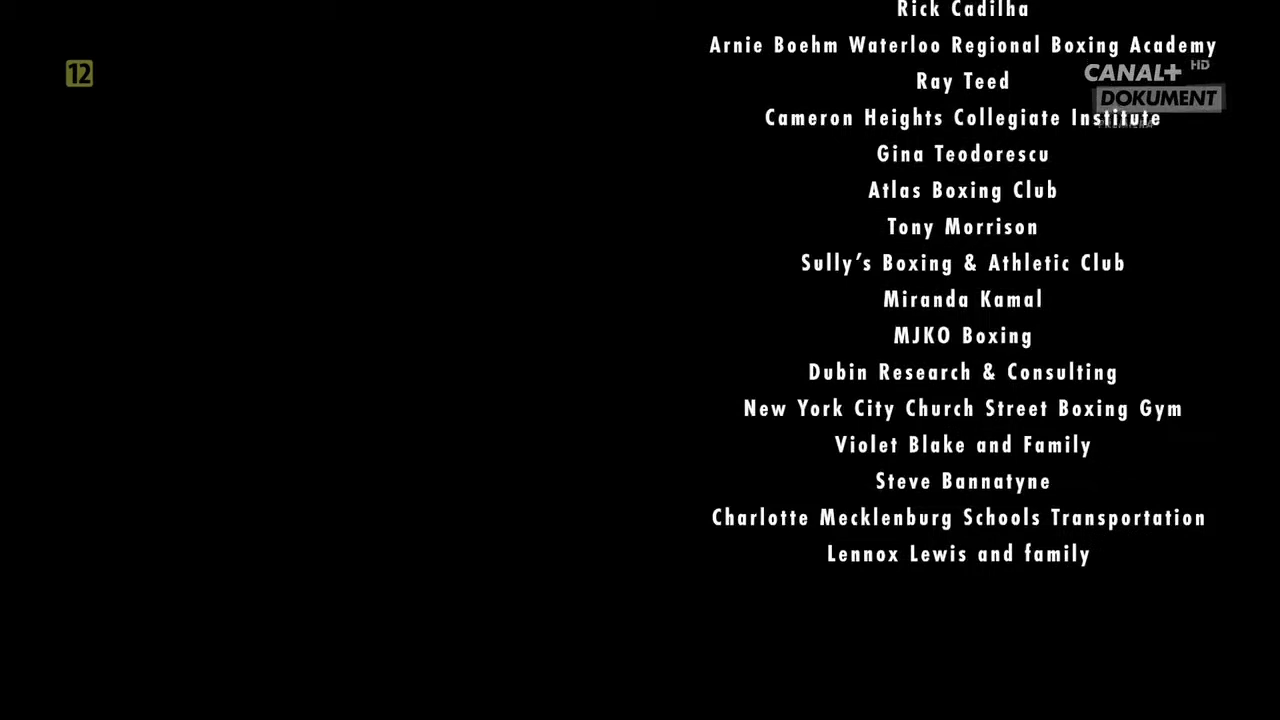 Rick Cadilha
Arnie Boehm Waterloo Regional Boxing Academy
12
CANAL+ HD
Ray Teed
DOKUMENT
Cameron Heights Collegiate Institute
PREMIERA
Gina Teodorescu
Atlas Boxing Club
Tony Morrison
Sully’s Boxing & Athletic Club
Miranda Kamal
MJKO Boxing
Dubin Research & Consulting
New York City Church Street Boxing Gym
Violet Blake and Family
Steve Bannatyne
Charlotte Mecklenburg Schools Transportation
Lennox Lewis and family